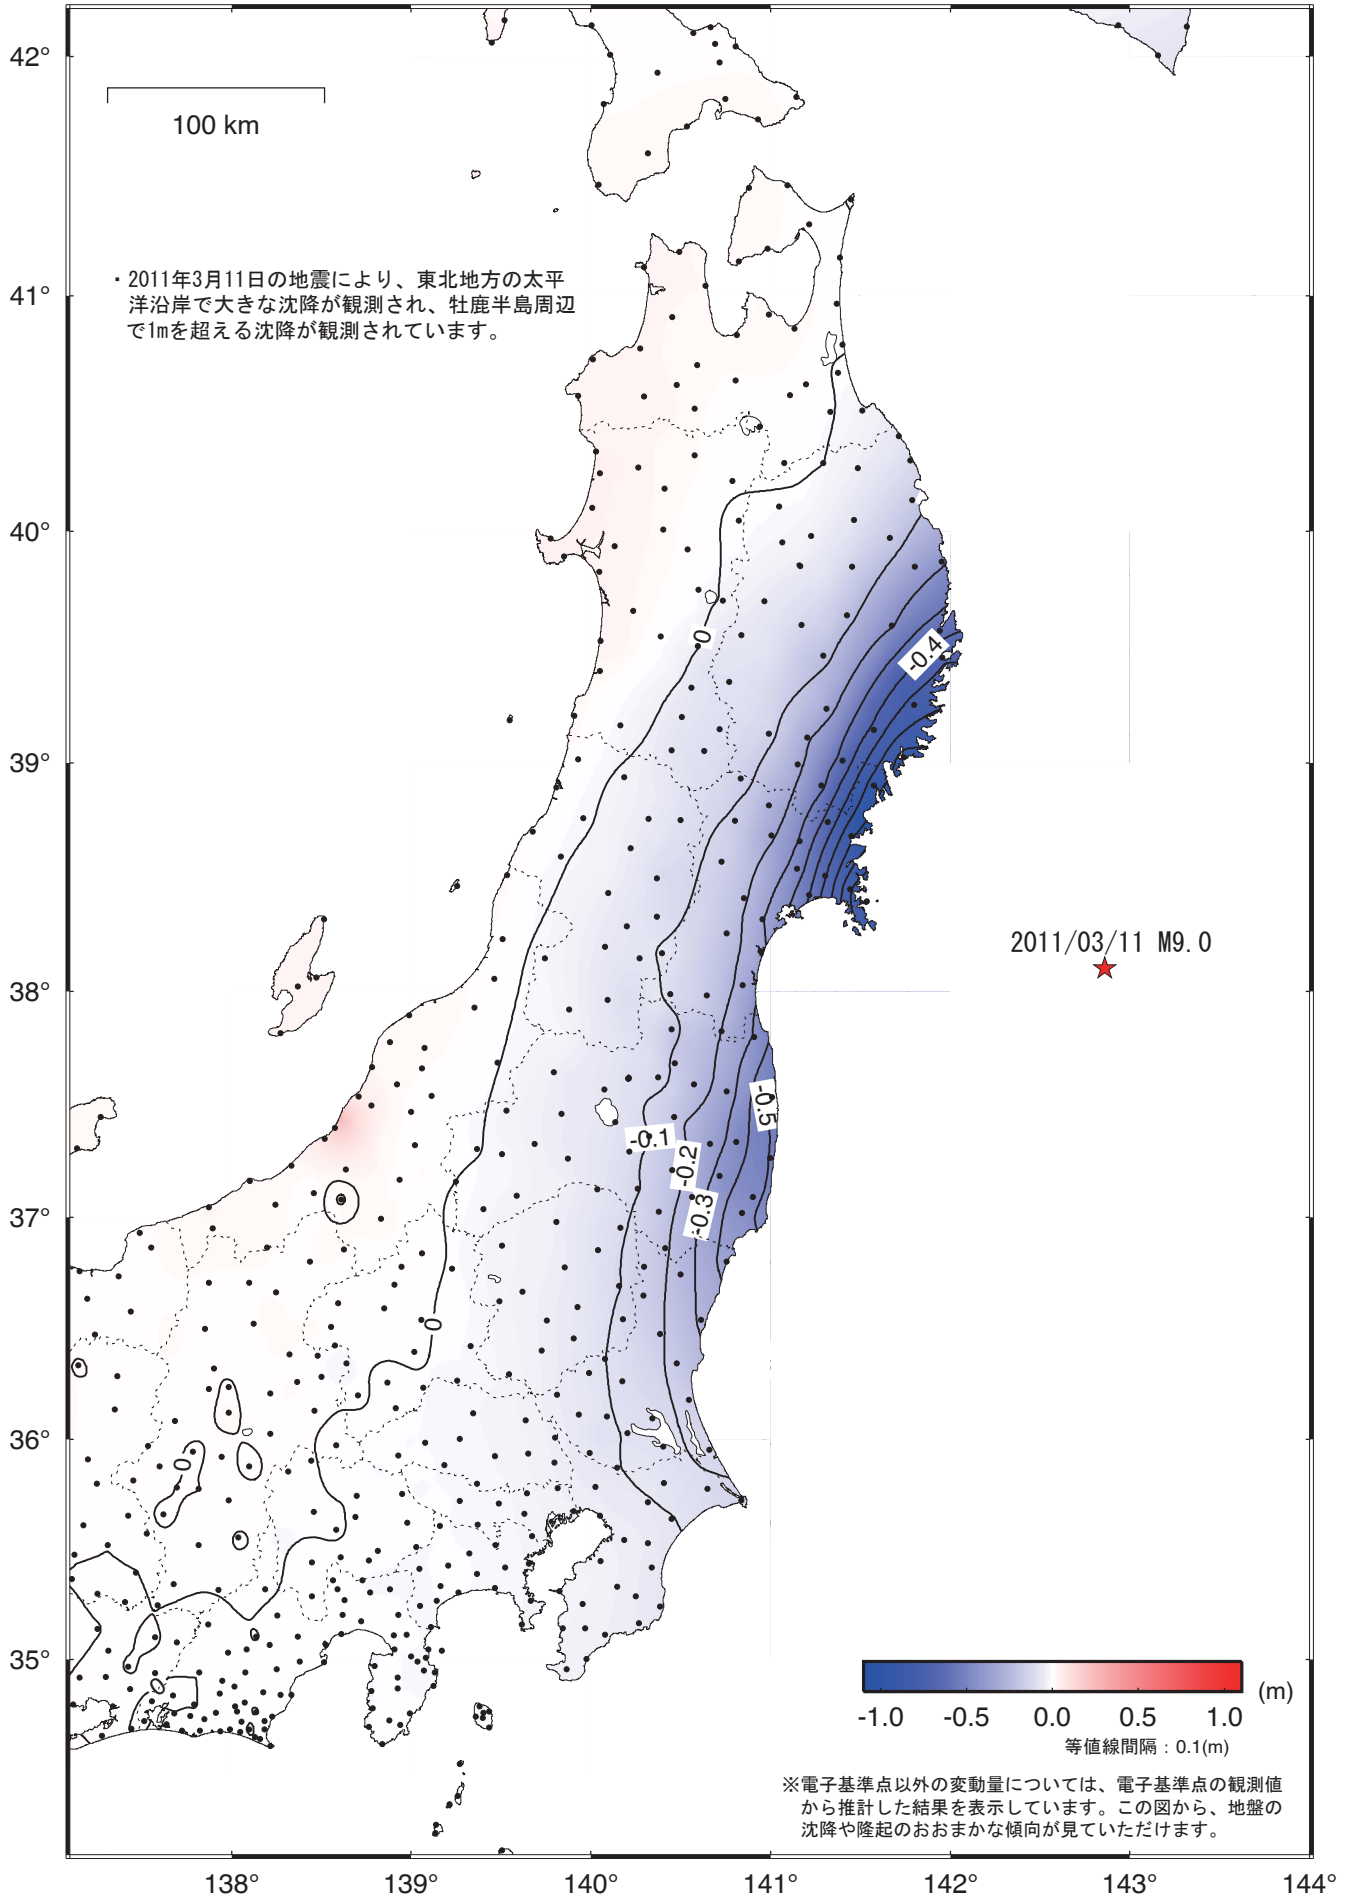 42°
100 km
・2011年3月11日の地震により、東北地方の太平
洋沿岸で大きな沈降が観測され、牡鹿半島周辺
で1mを超える沈降が観測されています。
41°
40°
0
-0.4
39°
2011/03/11 M9.0
38°
-0.5
-0.1
-0.2
-0.3
37°
0
36°
0
35°
0
(m)
-1.0 -0.5 0.0 0.5 1.0
等値線間隔：0.1(m)
※電子基準点以外の変動量については、電子基準点の観測値
から推計した結果を表示しています。この図から、地盤の
沈降や隆起のおおまかな傾向が見ていただけます。
138° 139° 140° 141° 142° 143° 144°